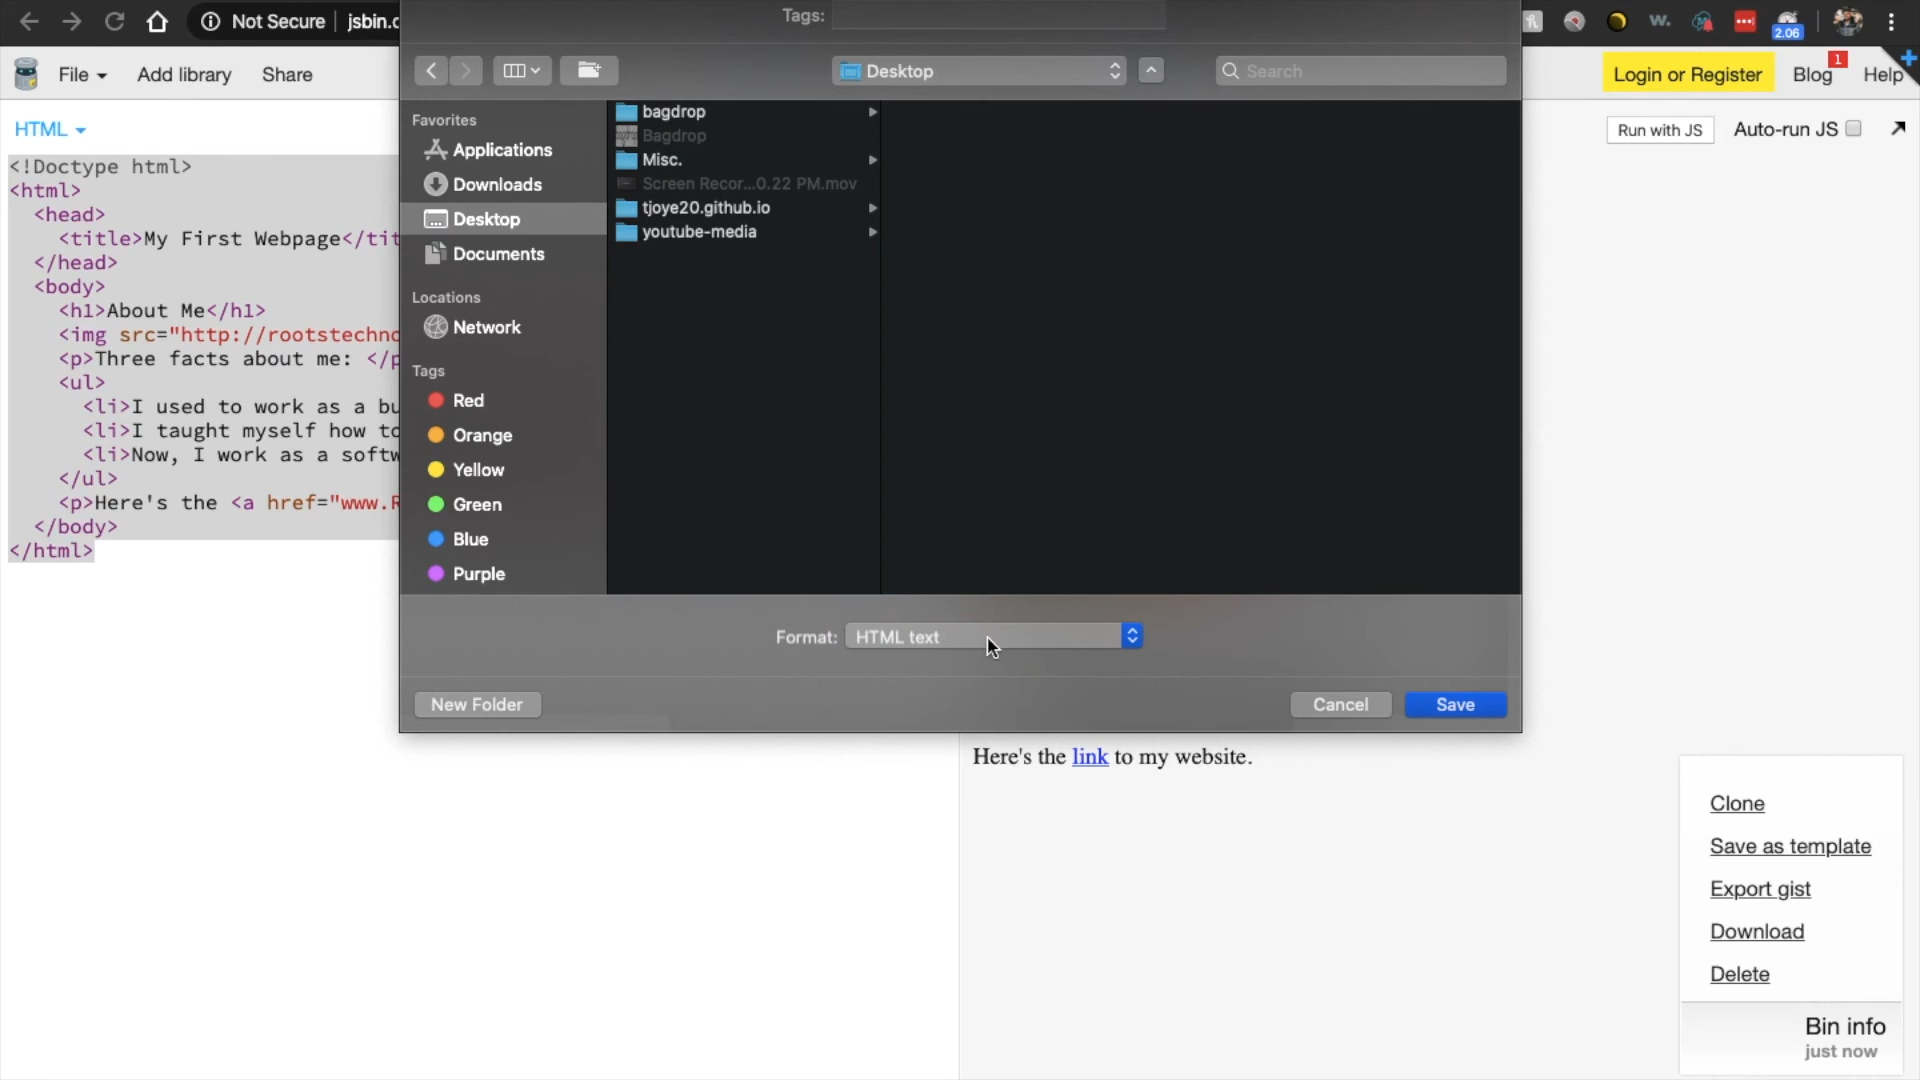 Not Secure
jsbin.c
Tags:
w.
2.06
File
Add library
Share
Desktop
Search
Login or Register
Blog
1
Help
HTML
Run with JS
Auto-run JS
<!Doctype html>
<html>
<head>
<title>My First Webpage</tit
</head>
<body>
<h1>About Me</h1>
<img src="http://rootstechno
<p>Three facts about me: </p
<ul>
<li>I used to work as a bu
<li>I taught myself how to
<li>Now, I work as a softw
</ul>
<p>Here's the <a href="www.R
</body>
</html>
Favorites
Applications
Downloads
Desktop
Documents
Locations
Network
Tags
Red
Orange
Yellow
Green
Blue
Purple
bagdrop
Bagdrop
Misc.
Screen Recor...0.22 PM.mov
tjoye20.github.io
youtube-media
Format:
HTML text
New Folder
Cancel
Save
Here's the link to my website.
Clone
Save as template
Export gist
Download
Delete
Bin info
just now